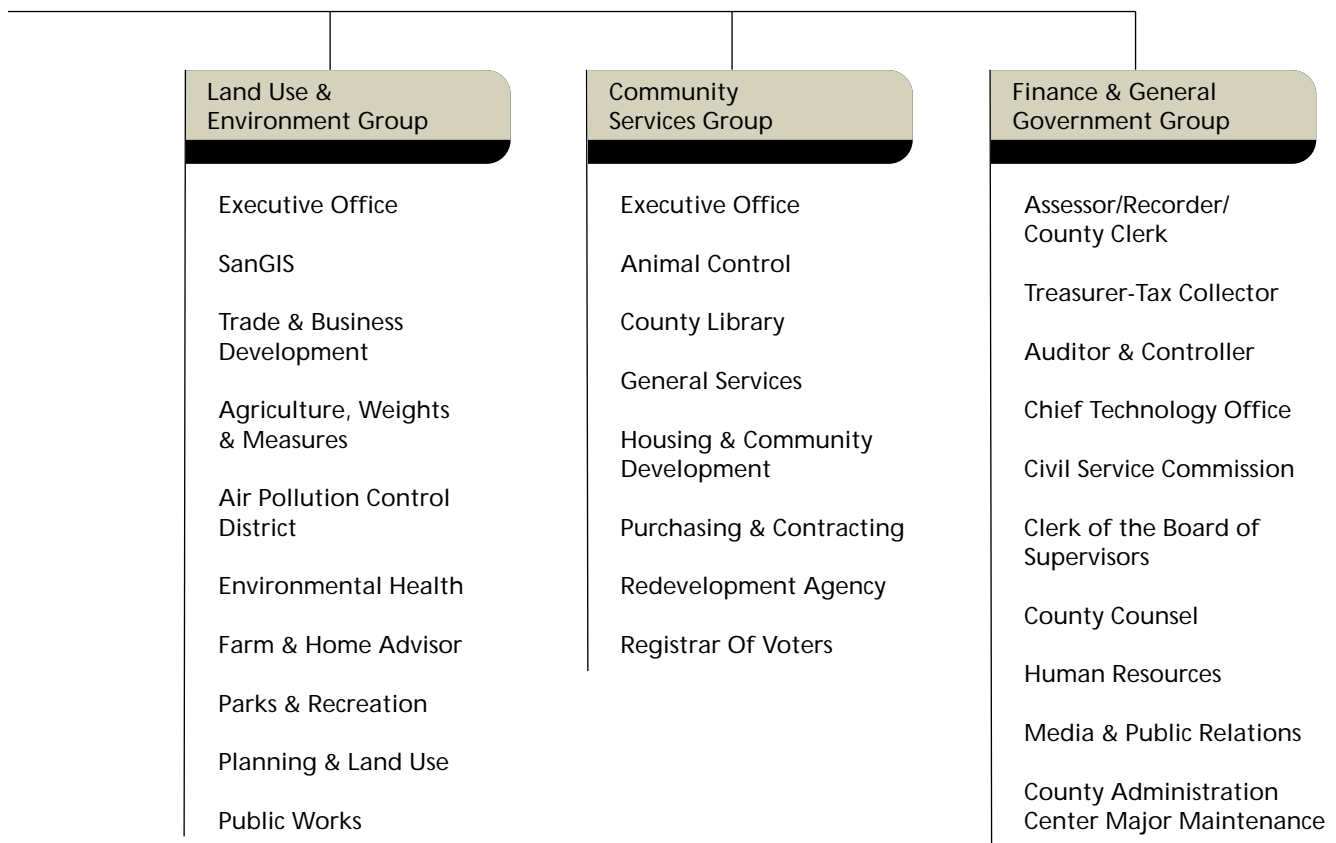 Land Use &
Environment Group
Executive Office
SanGIS
Trade & Business
Development
Agriculture, Weights
& Measures
Air Pollution Control
District
Environmental Health
Farm & Home Advisor
Parks & Recreation
Planning & Land Use
Public Works
Community
Services Group
Executive Office
Animal Control
County Library
General Services
Housing & Community
Development
Purchasing & Contracting
Redevelopment Agency
Registrar Of Voters
Finance & General
Government Group
Assessor/Recorder/
County Clerk
Treasurer-Tax Collector
Auditor & Controller
Chief Technology Office
Civil Service Commission
Clerk of the Board of
Supervisors
County Counsel
Human Resources
Media & Public Relations
County Administration
Center Major Maintenance